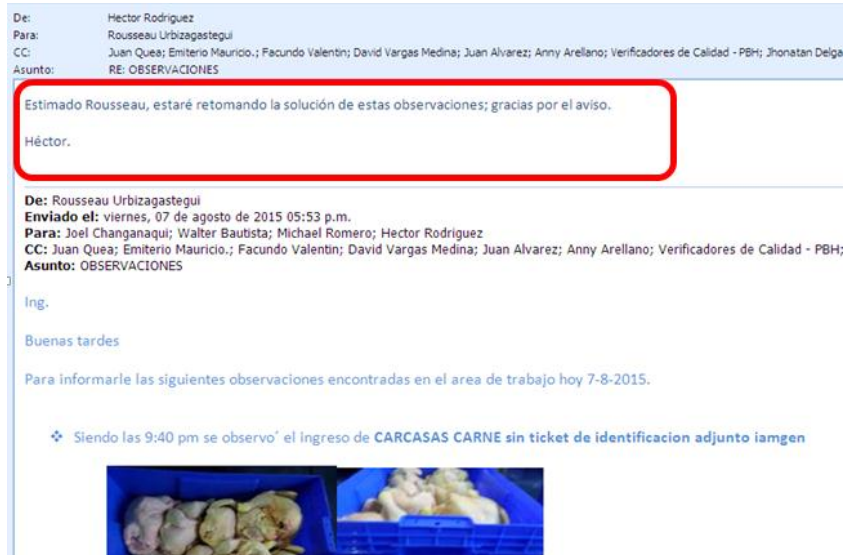 De: Hector Rodriguez
Para: Rousseau Urbizagastegui
CC: Juan Quea; Emiterio Mauricio.; Facundo Valentin; David Vargas Medina; Juan Alvarez; Anny Arellano; Verificadores de Calidad - PBH; Jhonatan Delga
Asunto: RE: OBSERVACIONES
Estimado Rousseau, estaré retomando la solución de estas observaciones; gracias por el aviso.
Héctor.
De: Rousseau Urbizagastegui
Enviado el: viernes, 07 de agosto de 2015 05:53 p.m.
Para: Joel Changanaqui; Walter Bautista; Michael Romero; Hector Rodriguez
CC: Juan Quea; Emiterio Mauricio.; Facundo Valentin; David Vargas Medina; Juan Alvarez; Anny Arellano; Verificadores de Calidad - PBH;
Asunto: OBSERVACIONES
Ing.
Buenas tardes
Para informarle las siguientes observaciones encontradas en el area de trabajo hoy 7-8-2015.
❖ Siendo las 9:40 pm se observo´ el ingreso de CARCASAS CARNE sin ticket de identificacion adjunto iamgen